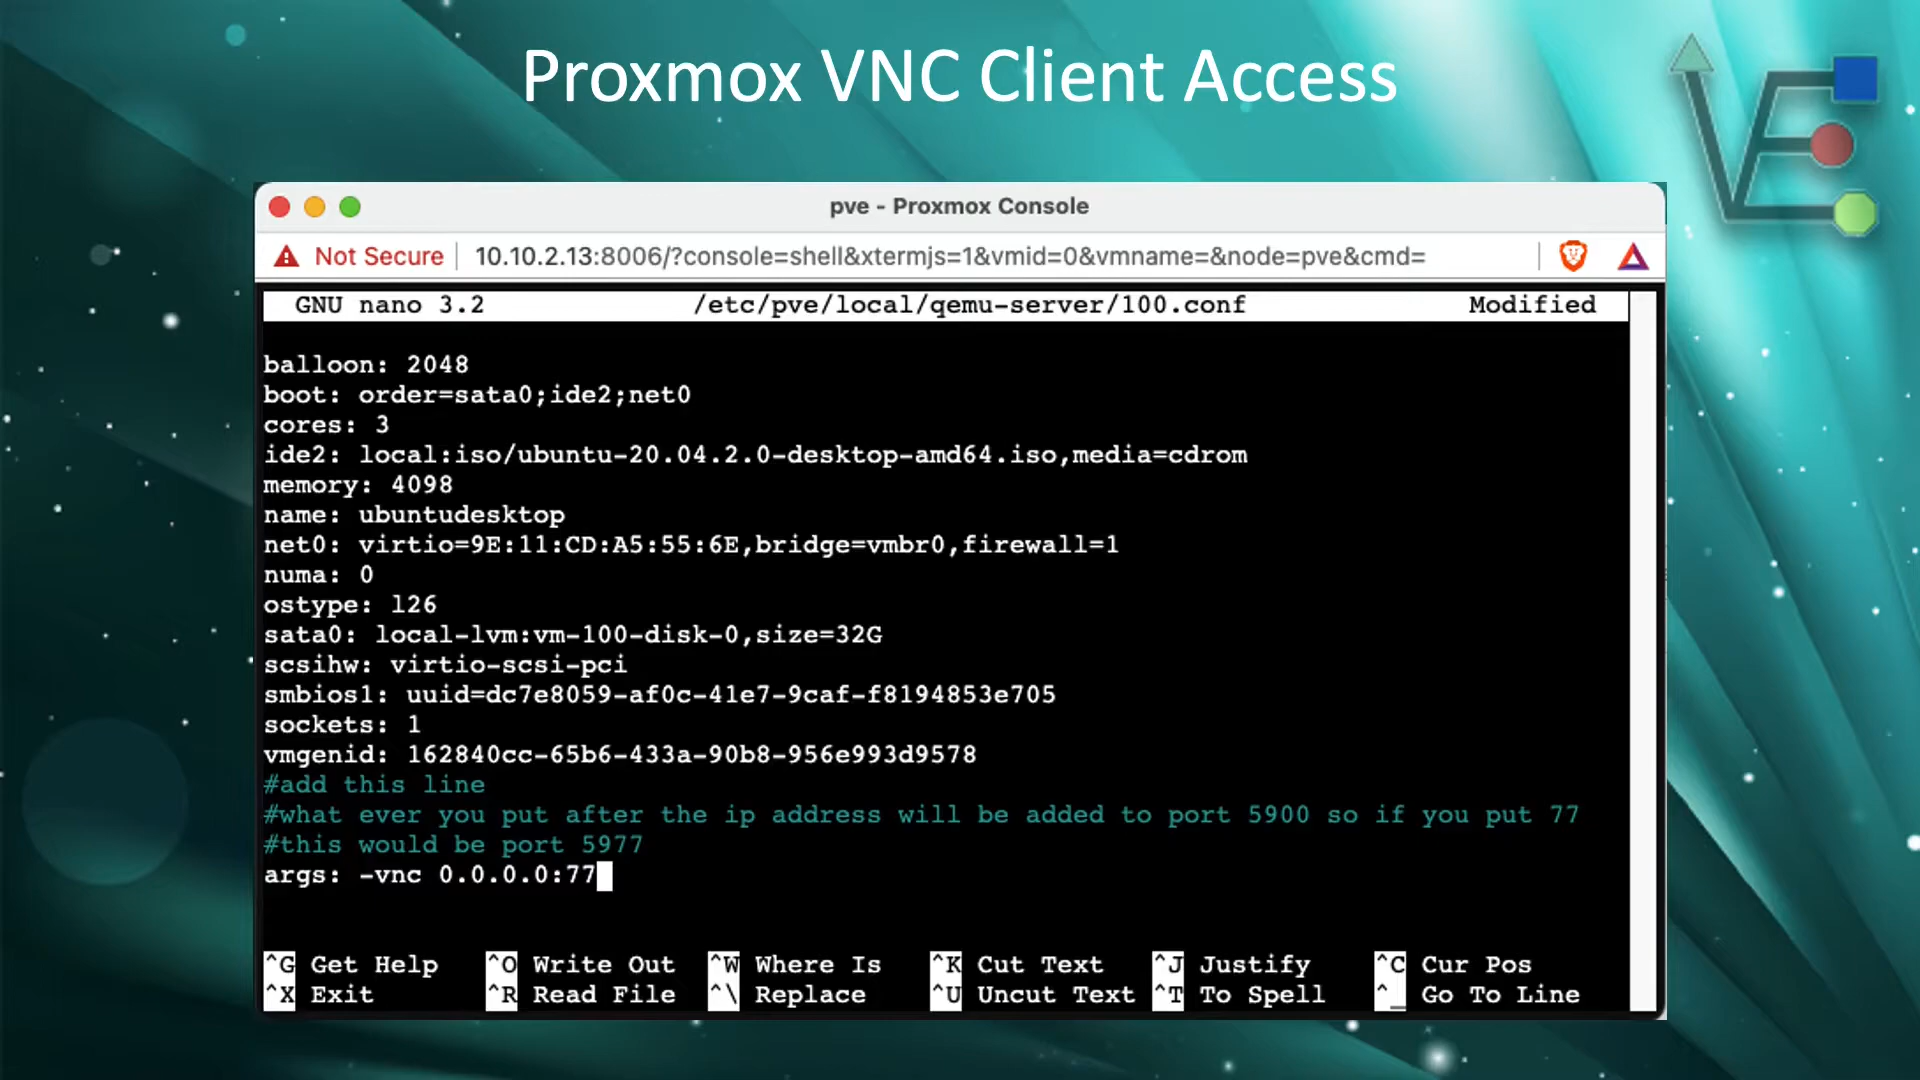 Proxmox VNC Client Access
pve - Proxmox Console
Not Secure 10.10.2.13:8006/?console=shell&xtermjs=1&vmid=0&vmname=&node=pve&cmd=
GNU nano 3.2 /etc/pve/local/qemu-server/100.conf Modified
balloon: 2048
boot: order=sata0;ide2;net0
cores: 3
ide2: local:iso/ubuntu-20.04.2.0-desktop-amd64.iso,media=cdrom
memory: 4098
name: ubuntudesktop
net0: virtio=9E:11:CD:A5:55:6E,bridge=vmbr0,firewall=1
numa: 0
ostype: l26
sata0: local-lvm:vm-100-disk-0,size=32G
scsihw: virtio-scsi-pci
smbios1: uuid=dc7e8059-af0c-41e7-9caf-f8194853e705
sockets: 1
vmgenid: 162840cc-65b6-433a-90b8-956e993d9578
#add this line
#what ever you put after the ip address will be added to port 5900 so if you put 77
#this would be port 5977
args: -vnc 0.0.0.0:77
^G Get Help ^O Write Out ^W Where Is ^K Cut Text ^J Justify ^C Cur Pos
^X Exit ^R Read File ^\ Replace ^U Uncut Text ^T To Spell ^_ Go To Line